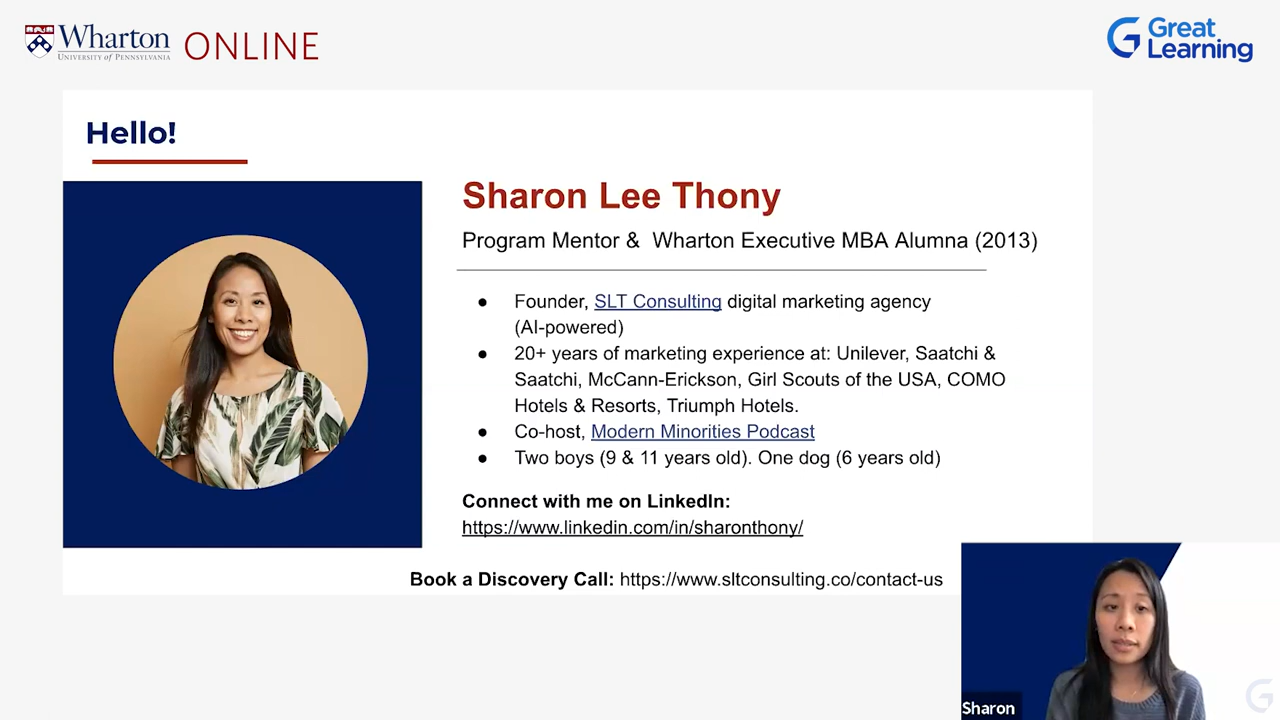 Wharton
UNIVERSITY of PENNSYLVANIA
ONLINE
Great
Learning
Hello!
Sharon Lee Thony
Program Mentor & Wharton Executive MBA Alumna (2013)
● Founder, SLT Consulting digital marketing agency
(AI-powered)
● 20+ years of marketing experience at: Unilever, Saatchi &
Saatchi, McCann-Erickson, Girl Scouts of the USA, COMO
Hotels & Resorts, Triumph Hotels.
● Co-host, Modern Minorities Podcast
● Two boys (9 & 11 years old). One dog (6 years old)
Connect with me on LinkedIn:
https://www.linkedin.com/in/sharonthony/
Book a Discovery Call: https://www.sltconsulting.co/contact-us
Sharon